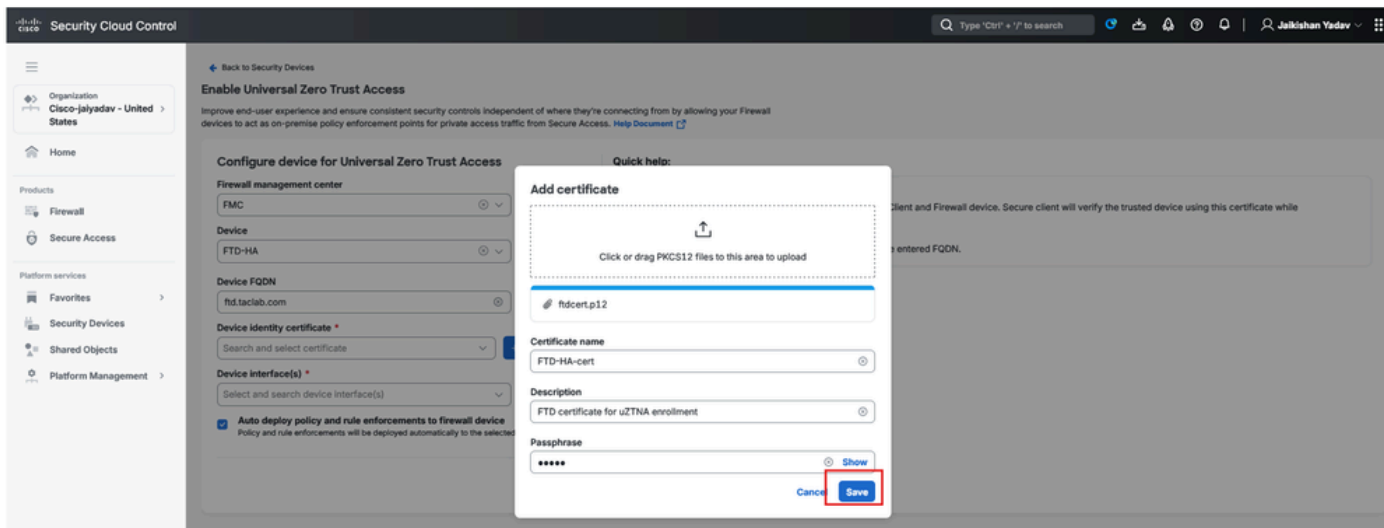 cisco
Security Cloud Control
Type 'Ctrl' + '/' to search
Jaikishan Yadav
Organization
Cisco-jaiyadav - United
States
Home
Products
Firewall
Secure Access
Platform services
Favorites
Security Devices
Shared Objects
Platform Management
Back to Security Devices
Enable Universal Zero Trust Access
Improve end-user experience and ensure consistent security controls independent of where they're connecting from by allowing your Firewall
devices to act as on-premise policy enforcement points for private access traffic from Secure Access. Help Document
Configure device for Universal Zero Trust Access
Firewall management center
FMC
Device
FTD-HA
Device FQDN
ftd.taclab.com
Device identity certificate *
Search and select certificate
Device interface(s) *
Select and search device interface(s)
Auto deploy policy and rule enforcements to firewall device
Policy and rule enforcements will be deployed automatically to the selected
Quick help:
Client and Firewall device. Secure client will verify the trusted device using this certificate while
entered FQDN.
Add certificate
Click or drag PKCS12 files to this area to upload
ftdcert.p12
Certificate name
FTD-HA-cert
Description
FTD certificate for uZTNA enrollment
Passphrase
•••••
Show
Cancel
Save